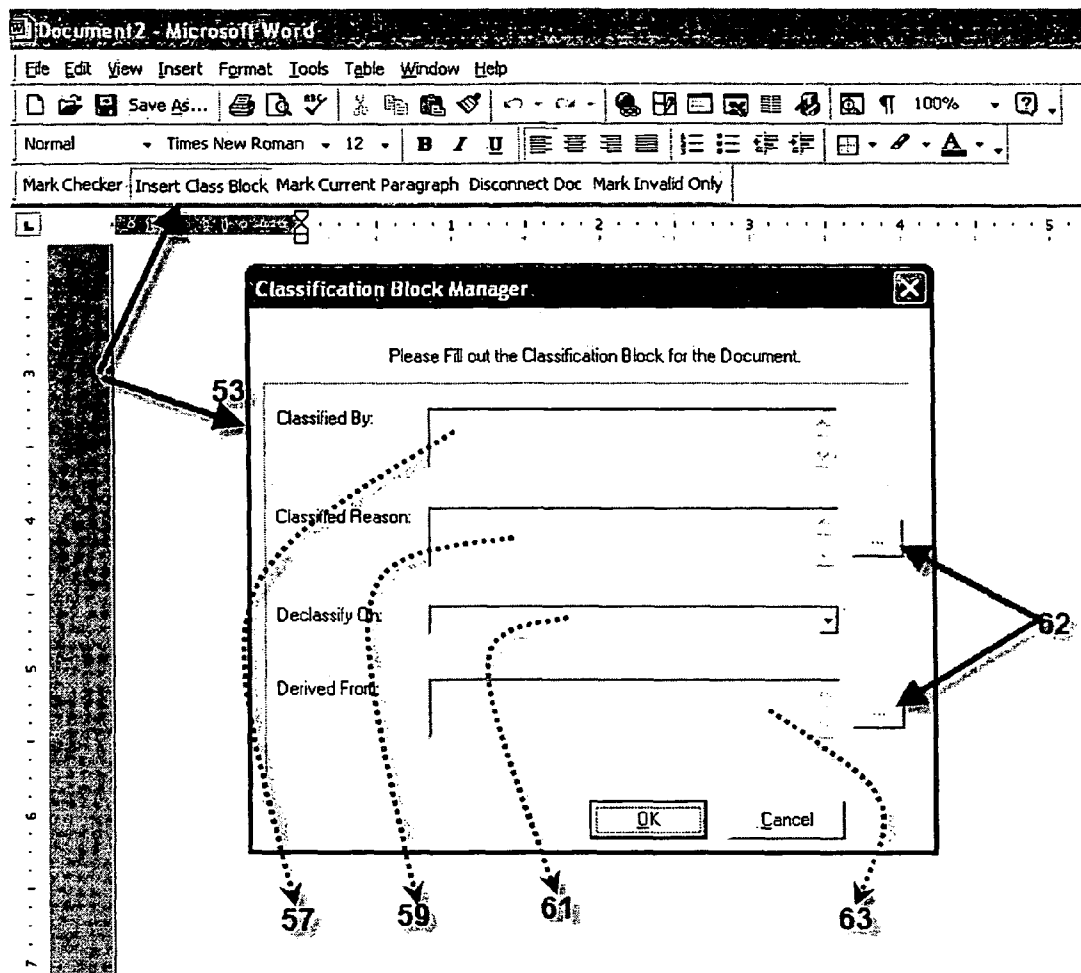 Document2 - Microsoft Word
File Edit View Insert Format Tools Table Window Help
Save As... ABC 100%
Normal Times New Roman 12 B I U A
Mark Checker Insert Class Block Mark Current Paragraph Disconnect Doc Mark Invalid Only
L 1 2 3 4 5
Classification Block Manager
Please Fill out the Classification Block for the Document.
3
53
Classified By:
4
Classified Reason:
...
Declassify On:
62
5
Derived From:
...
6
OK Cancel
57 59 61 63
7